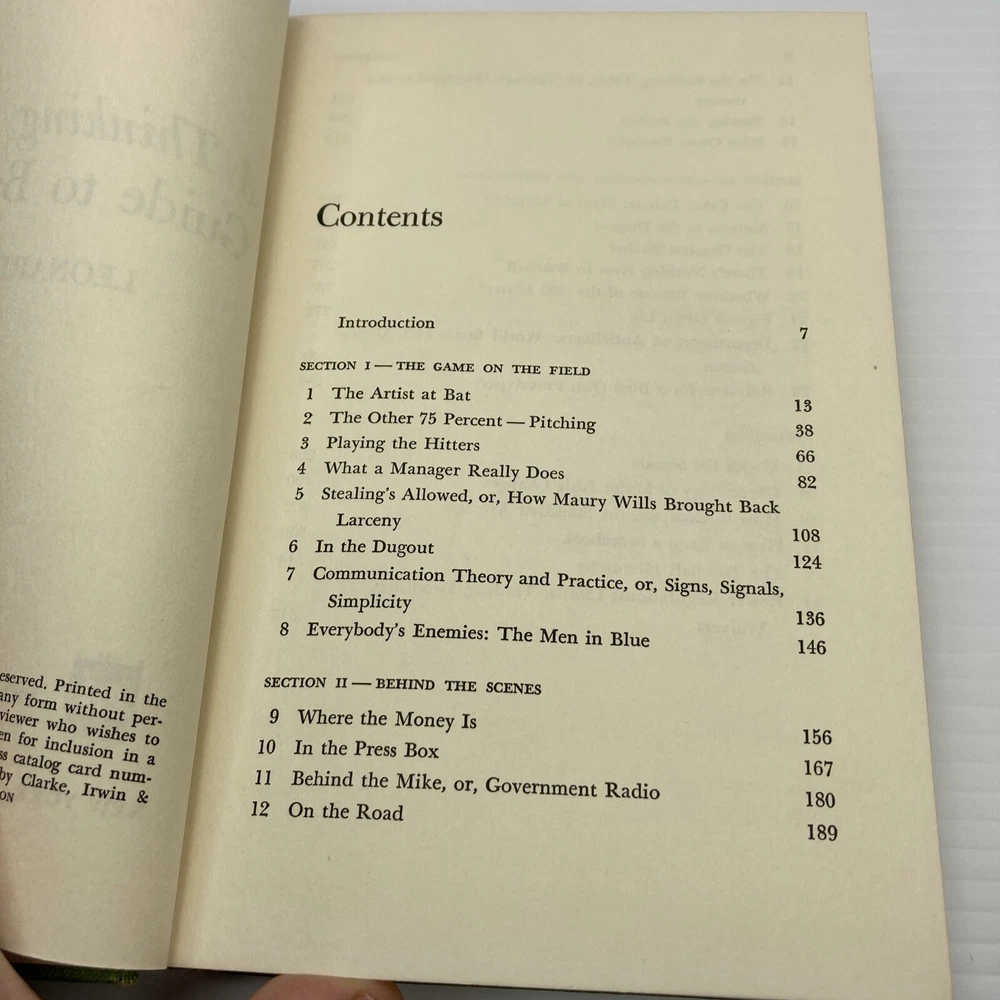 eserved. Printed in the
any form without per-
viewer who wishes to
en for inclusion in a
ss catalog card num-
by Clarke, Irwin &
ON
Contents
Introduction 7
SECTION I — THE GAME ON THE FIELD
1 The Artist at Bat 13
2 The Other 75 Percent — Pitching 38
3 Playing the Hitters 66
4 What a Manager Really Does 82
5 Stealing's Allowed, or, How Maury Wills Brought Back
Larceny 108
6 In the Dugout 124
7 Communication Theory and Practice, or, Signs, Signals,
Simplicity 136
8 Everybody's Enemies: The Men in Blue 146
SECTION II — BEHIND THE SCENES
9 Where the Money Is 156
10 In the Press Box 167
11 Behind the Mike, or, Government Radio 180
12 On the Road 189